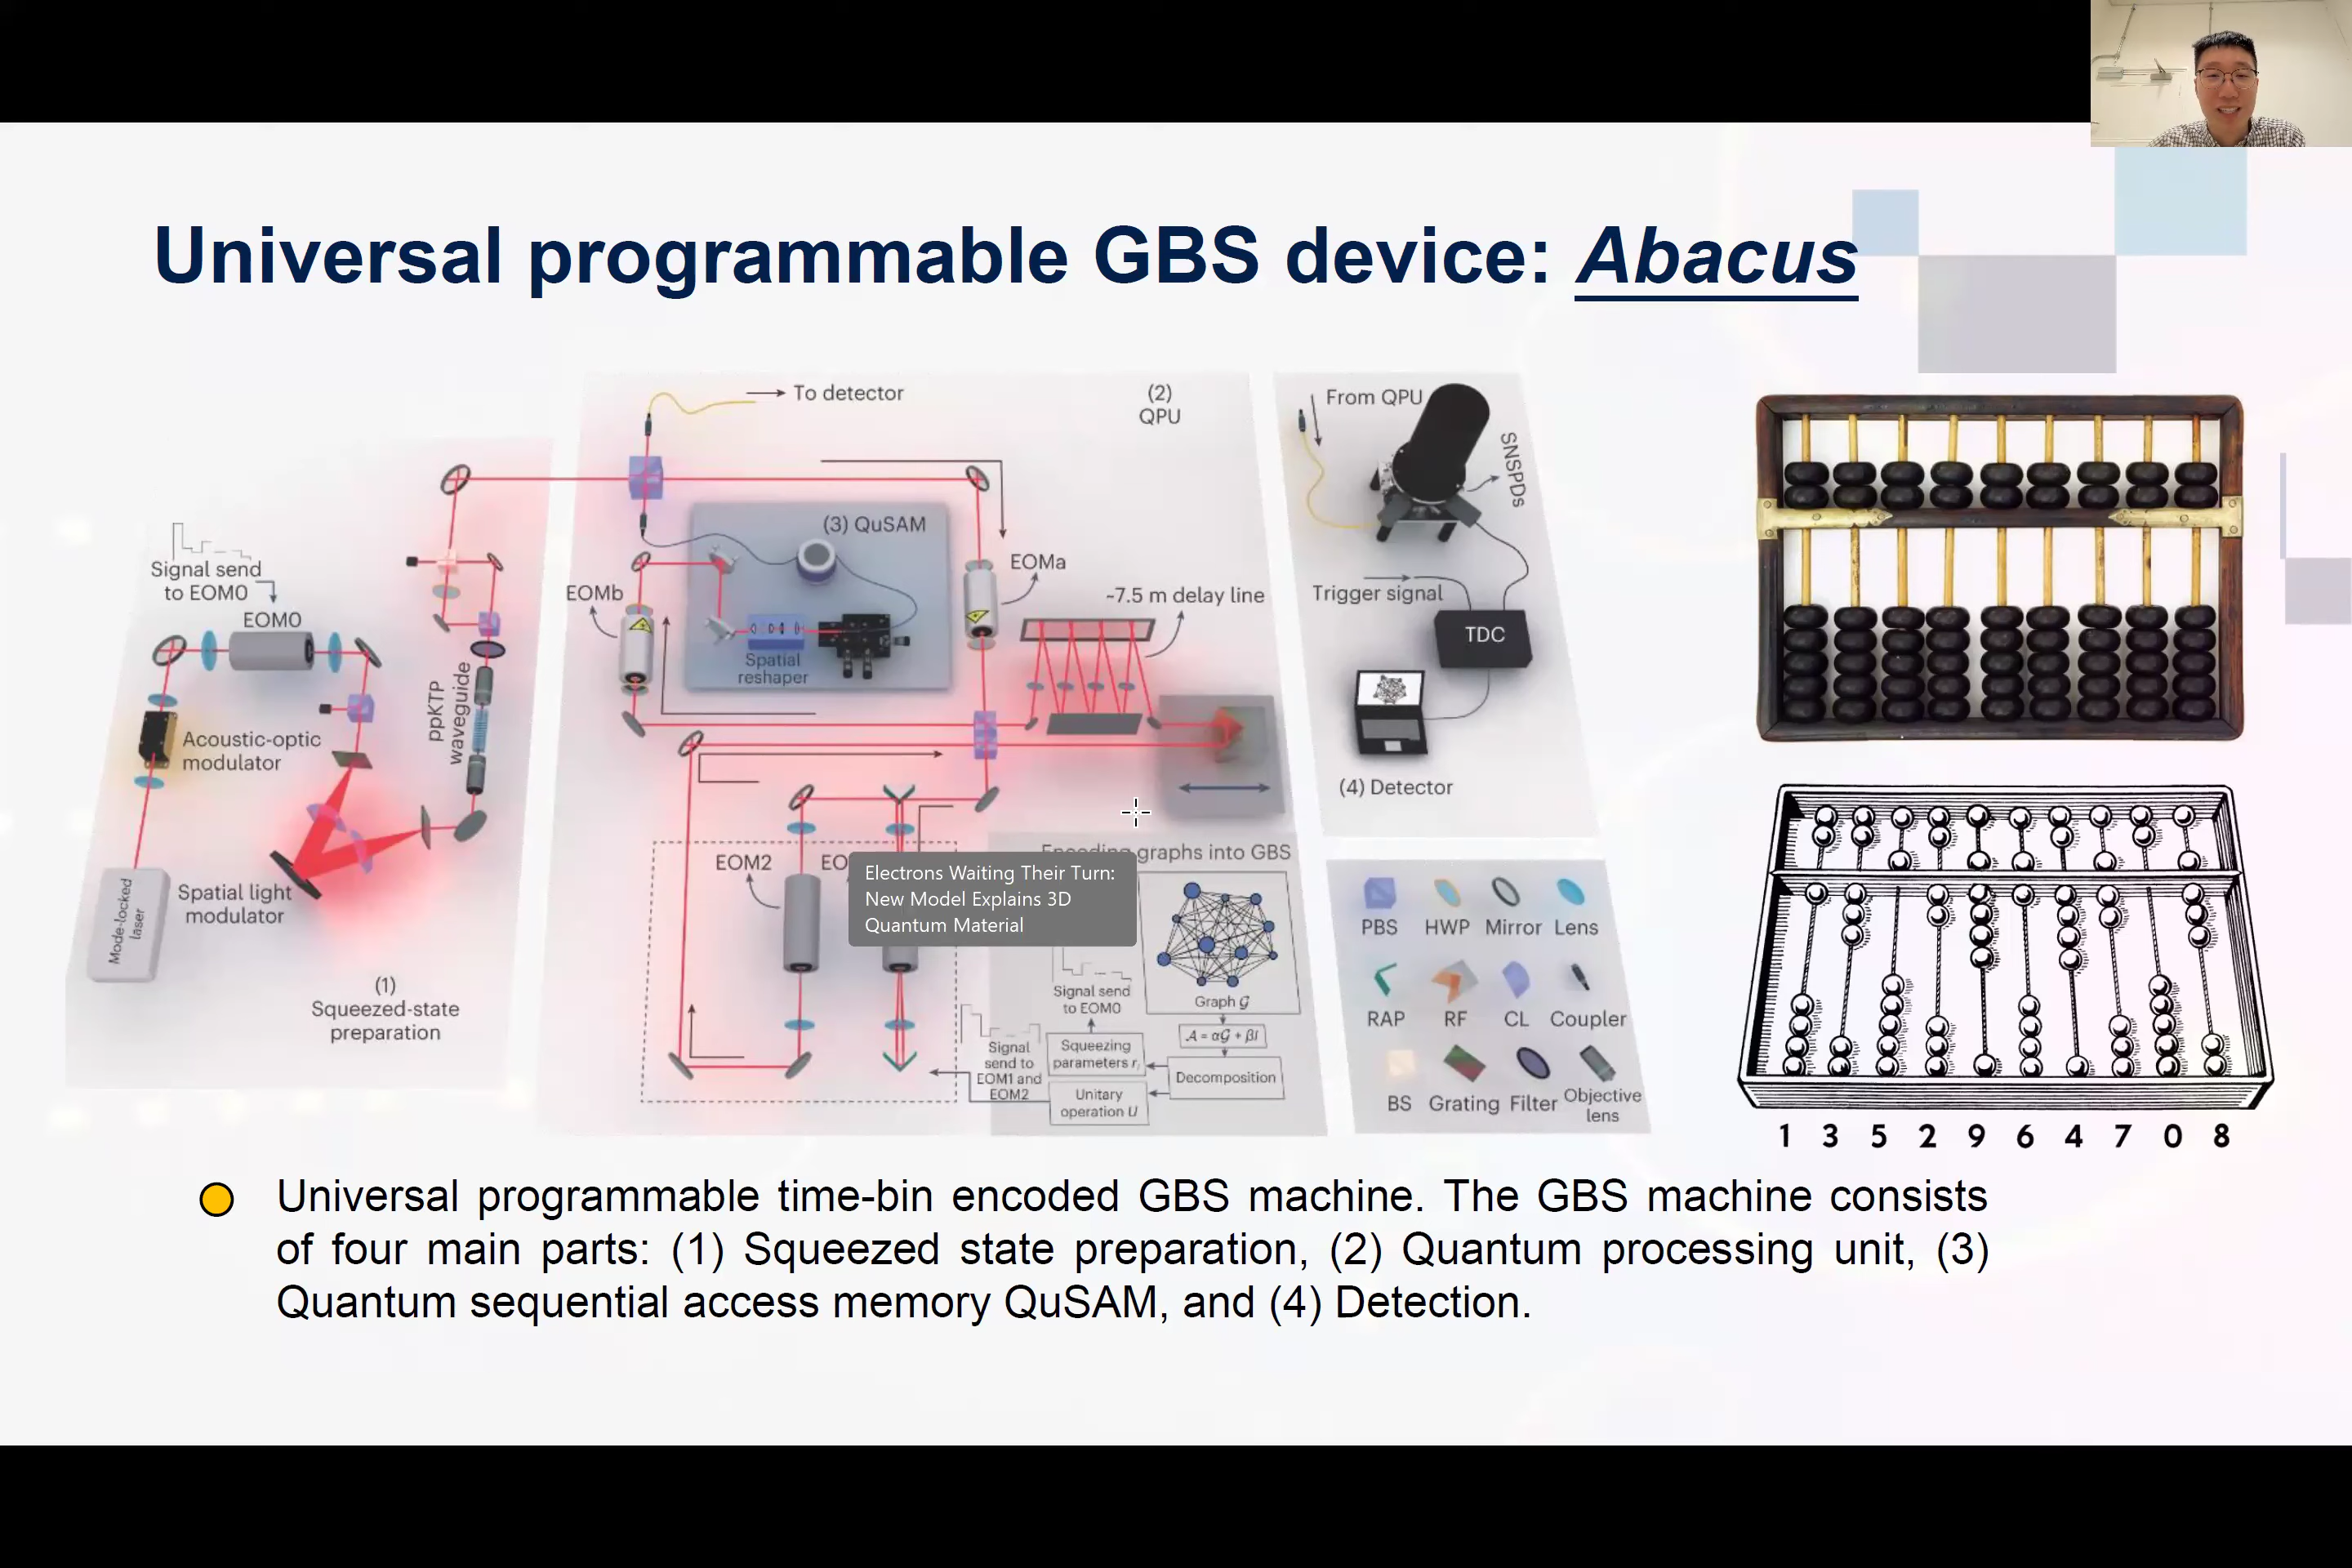 Universal programmable GBS device: Abacus
To detector
(2)
QPU
From QPU
SNSPDs
(3) QuSAM
EOMa
EOMb
Signal send
to EOM0
EOM0
~7.5 m delay line
Trigger signal
TDC
Spatial
reshaper
ppKTP
waveguide
Acoustic-optic
modulator
(4) Detector
Spatial light
modulator
Mode-locked
laser
(1)
Squeezed-state
preparation
EOM2
Electrons Waiting Their Turn:
New Model Explains 3D
Quantum Material
graphs into GBS
Graph G
A = αG + βI
Signal send
to EOM0
Squeezing
parameters
Decomposition
Signal
send to
EOM1 and
EOM2
Unitary
operation U
PBS HWP Mirror Lens
RAP RF CL Coupler
BS Grating Filter Objective
lens
1 3 5 2 9 6 4 7 0 8
Universal programmable time-bin encoded GBS machine. The GBS machine consists
of four main parts: (1) Squeezed state preparation, (2) Quantum processing unit, (3)
Quantum sequential access memory QuSAM, and (4) Detection.